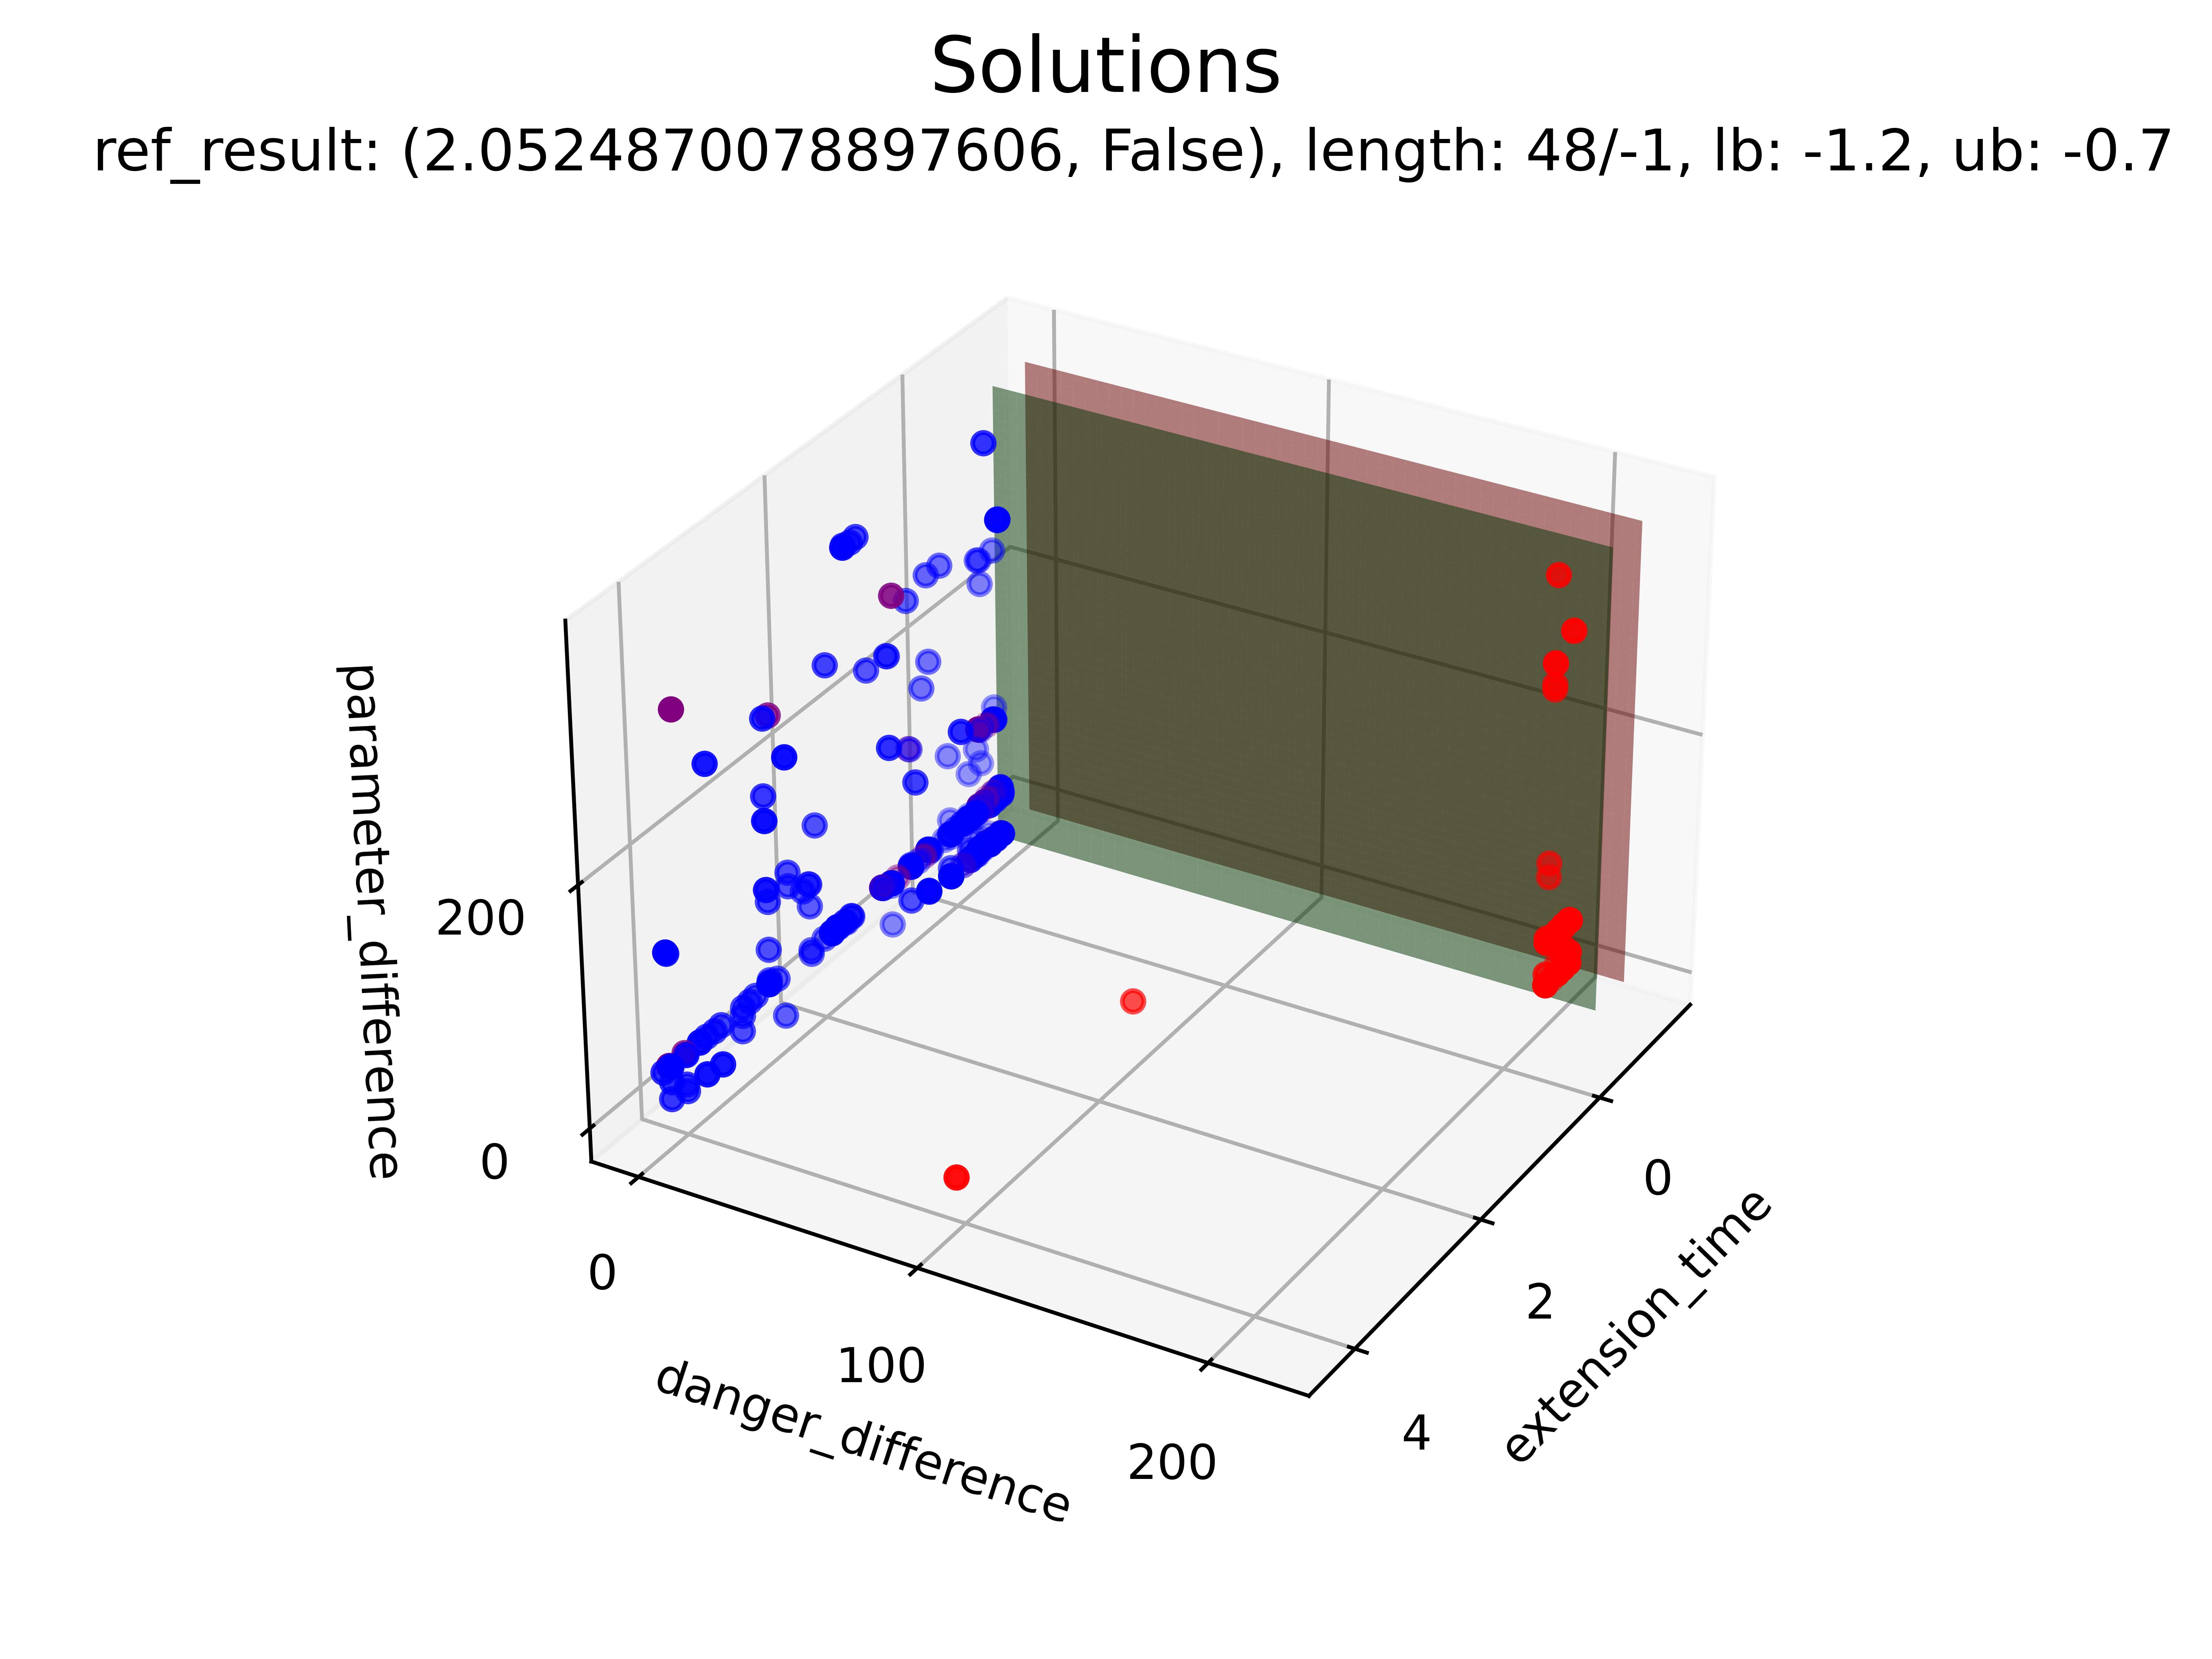 Solutions
ref_result: (2.0524870078897606, False), length: 48/-1, lb: -1.2, ub: -0.7
parameter_difference
200
0
0
100
200
danger_difference
0
2
4
extension_time